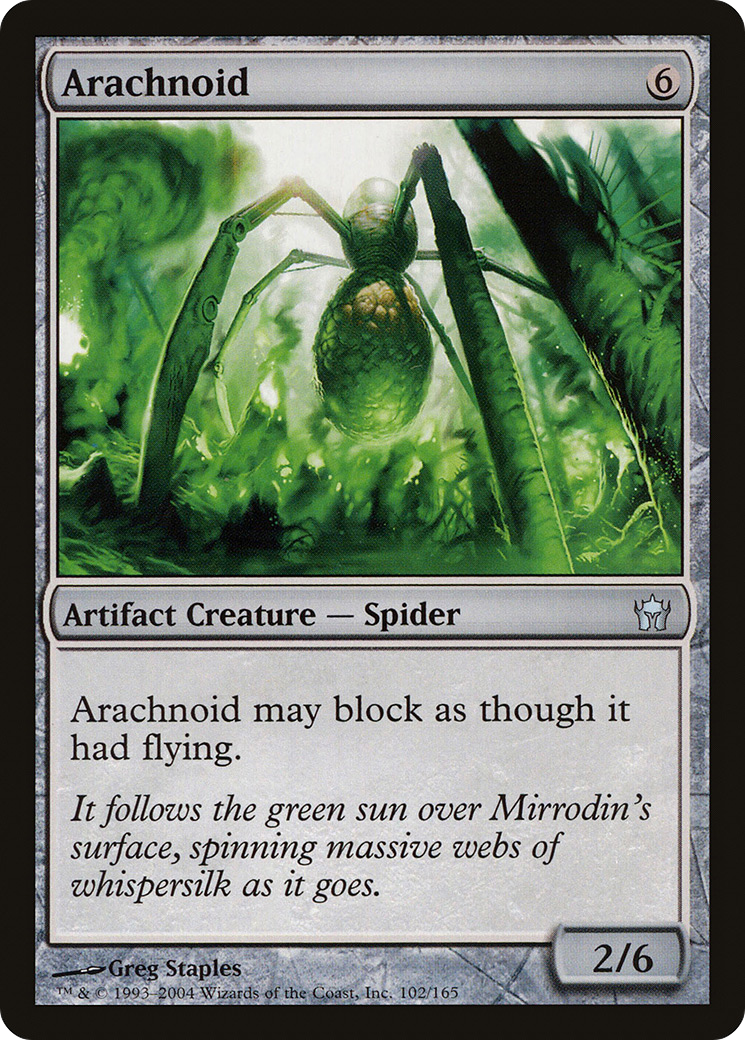 Arachnoid
6
Artifact Creature — Spider
Arachnoid may block as though it
had flying.
It follows the green sun over Mirrodin's
surface, spinning massive webs of
whispersilk as it goes.
2/6
Greg Staples
™ & © 1993–2004 Wizards of the Coast, Inc. 102/165